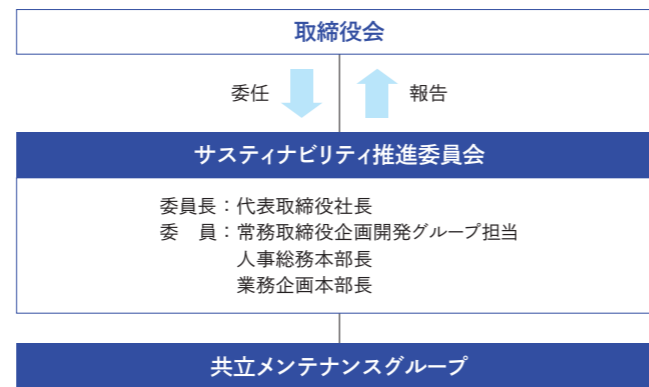 取締役会
委任 報告
サスティナビリティ推進委員会
委員長：代表取締役社長
委　員：常務取締役企画開発グループ担当
人事総務本部長
業務企画本部長
共立メンテナンスグループ